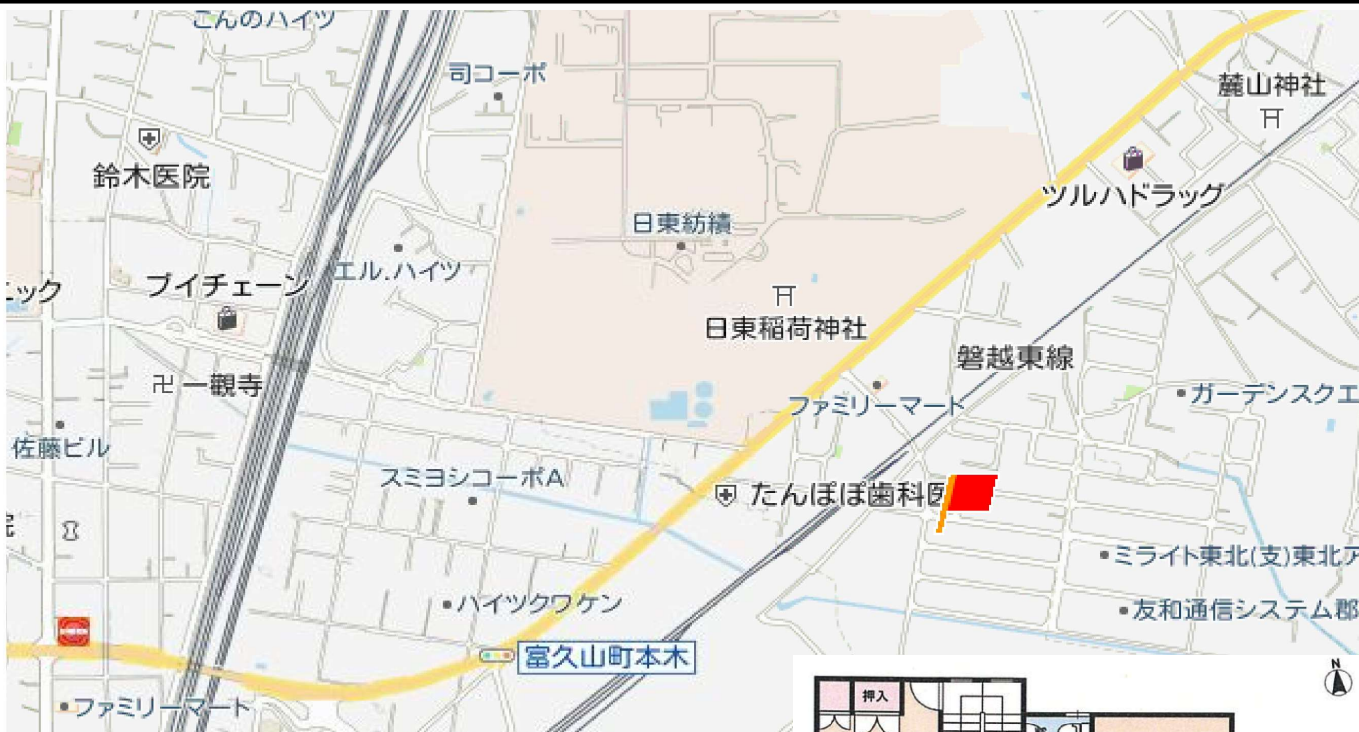 こんのハイツ
司コーポ
麓山神社
鈴木医院
ツルハドラッグ
日東紡績
エル.ハイツ
ブイチェーン
ニック
日東稲荷神社
磐越東線
一観寺
ファミリーマート
ガーデンスクエ
佐藤ビル
スミヨシコーポA
たんぽぽ歯科医
院
ミライト東北(支)東北ア
ハイツクワケン
友和通信システム郡
富久山町本木
N
押入
ファミリーマート